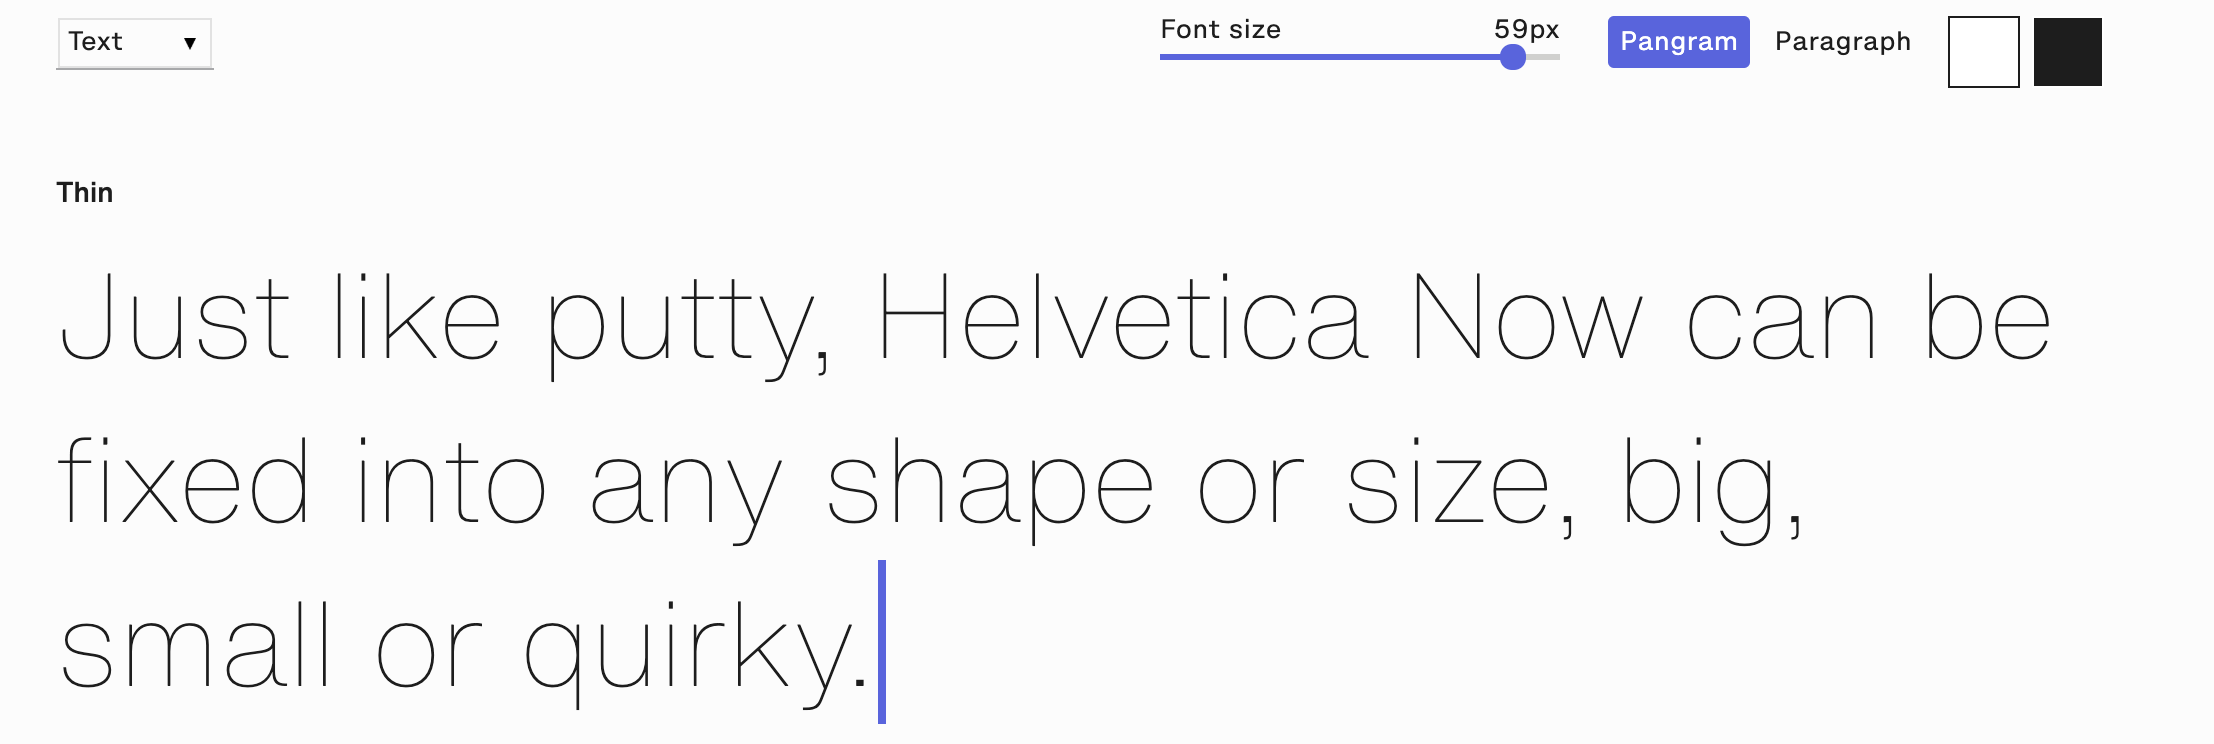 Text ▼
Font size 59px Pangram Paragraph
Thin
Just like putty, Helvetica Now can be
fixed into any shape or size, big,
small or quirky.